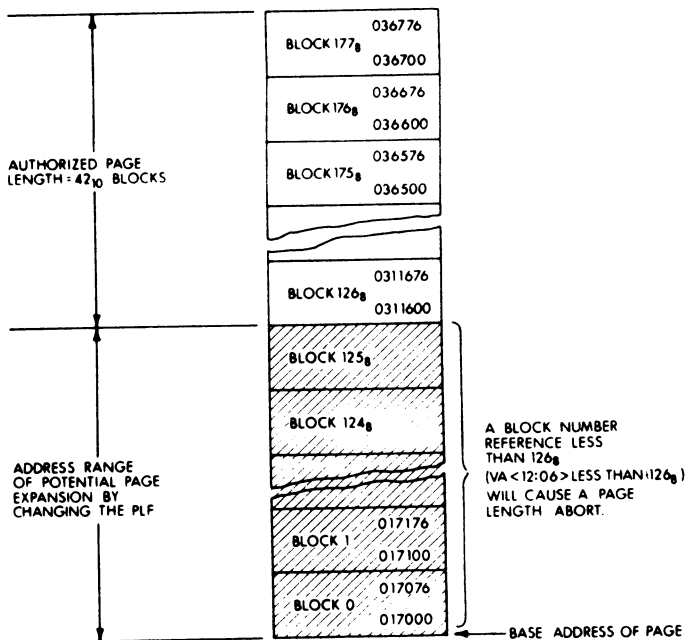 036776
BLOCK 177₈
036700
036676
BLOCK 176₈
036600
036576
BLOCK 175₈
036500
AUTHORIZED PAGE
LENGTH = 42₁₀ BLOCKS
0311676
BLOCK 126₈
0311600
BLOCK 125₈
BLOCK 124₈
A BLOCK NUMBER
REFERENCE LESS
THAN 126₈
(VA < 12:06 > LESS THAN 126₈)
WILL CAUSE A PAGE
LENGTH ABORT.
ADDRESS RANGE
OF POTENTIAL PAGE
EXPANSION BY
CHANGING THE PLF
017176
BLOCK 1
017100
017076
BLOCK 0
017000
BASE ADDRESS OF PAGE